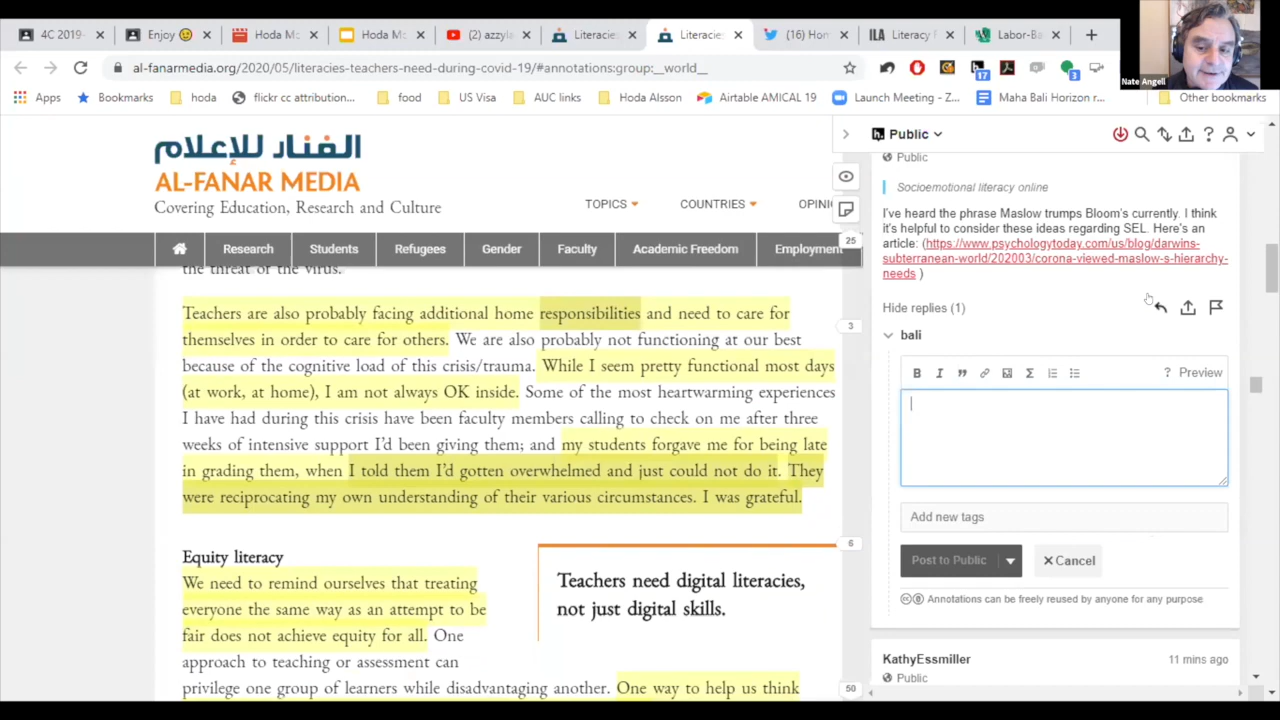 4C 2019-
Enjoy
Hoda Mo
Hoda Mo
(21) azzyla
Literacies
Literacies
(16) Hom
ILA Literacy
Labor-Ba
al-fanarmedia.org/2020/05/literacies-teachers-need-during-covid-19/#annotations:group:__world__
17
3
Nate Angell
Apps
Bookmarks
hoda
flickr cc attribution...
food
US Visa
AUC links
Hoda Alsson
Airtable AMICAL 19
Launch Meeting - Z...
Maha Bali Horizon r...
Other bookmarks
الفنار للإعلام
AL-FANAR MEDIA
Covering Education, Research and Culture
TOPICS
COUNTRIES
OPINI
Research
Students
Refugees
Gender
Faculty
Academic Freedom
Employment
the threat of the virus.
Teachers are also probably facing additional home responsibilities and need to care for
themselves in order to care for others. We are also probably not functioning at our best
because of the cognitive load of this crisis/trauma. While I seem pretty functional most days
(at work, at home), I am not always OK inside. Some of the most heartwarming experiences
I have had during this crisis have been faculty members calling to check on me after three
weeks of intensive support I'd been giving them; and my students forgave me for being late
in grading them, when I told them I'd gotten overwhelmed and just could not do it. They
were reciprocating my own understanding of their various circumstances. I was grateful.
Equity literacy
We need to remind ourselves that treating
everyone the same way as an attempt to be
fair does not achieve equity for all. One
approach to teaching or assessment can
privilege one group of learners while disadvantaging another. One way to help us think
Teachers need digital literacies,
not just digital skills.
25
3
6
50
h. Public
Public
Socioemotional literacy online
I've heard the phrase Maslow trumps Bloom's currently. I think
it's helpful to consider these ideas regarding SEL. Here's an
article: (https://www.psychologytoday.com/us/blog/darwins-
subterranean-world/202003/corona-viewed-maslow-s-hierarchy-
needs )
Hide replies (1)
bali
B I Σ ? Preview
Add new tags
Post to Public
Cancel
Annotations can be freely reused by anyone for any purpose
KathyEssmiller
11 mins ago
Public